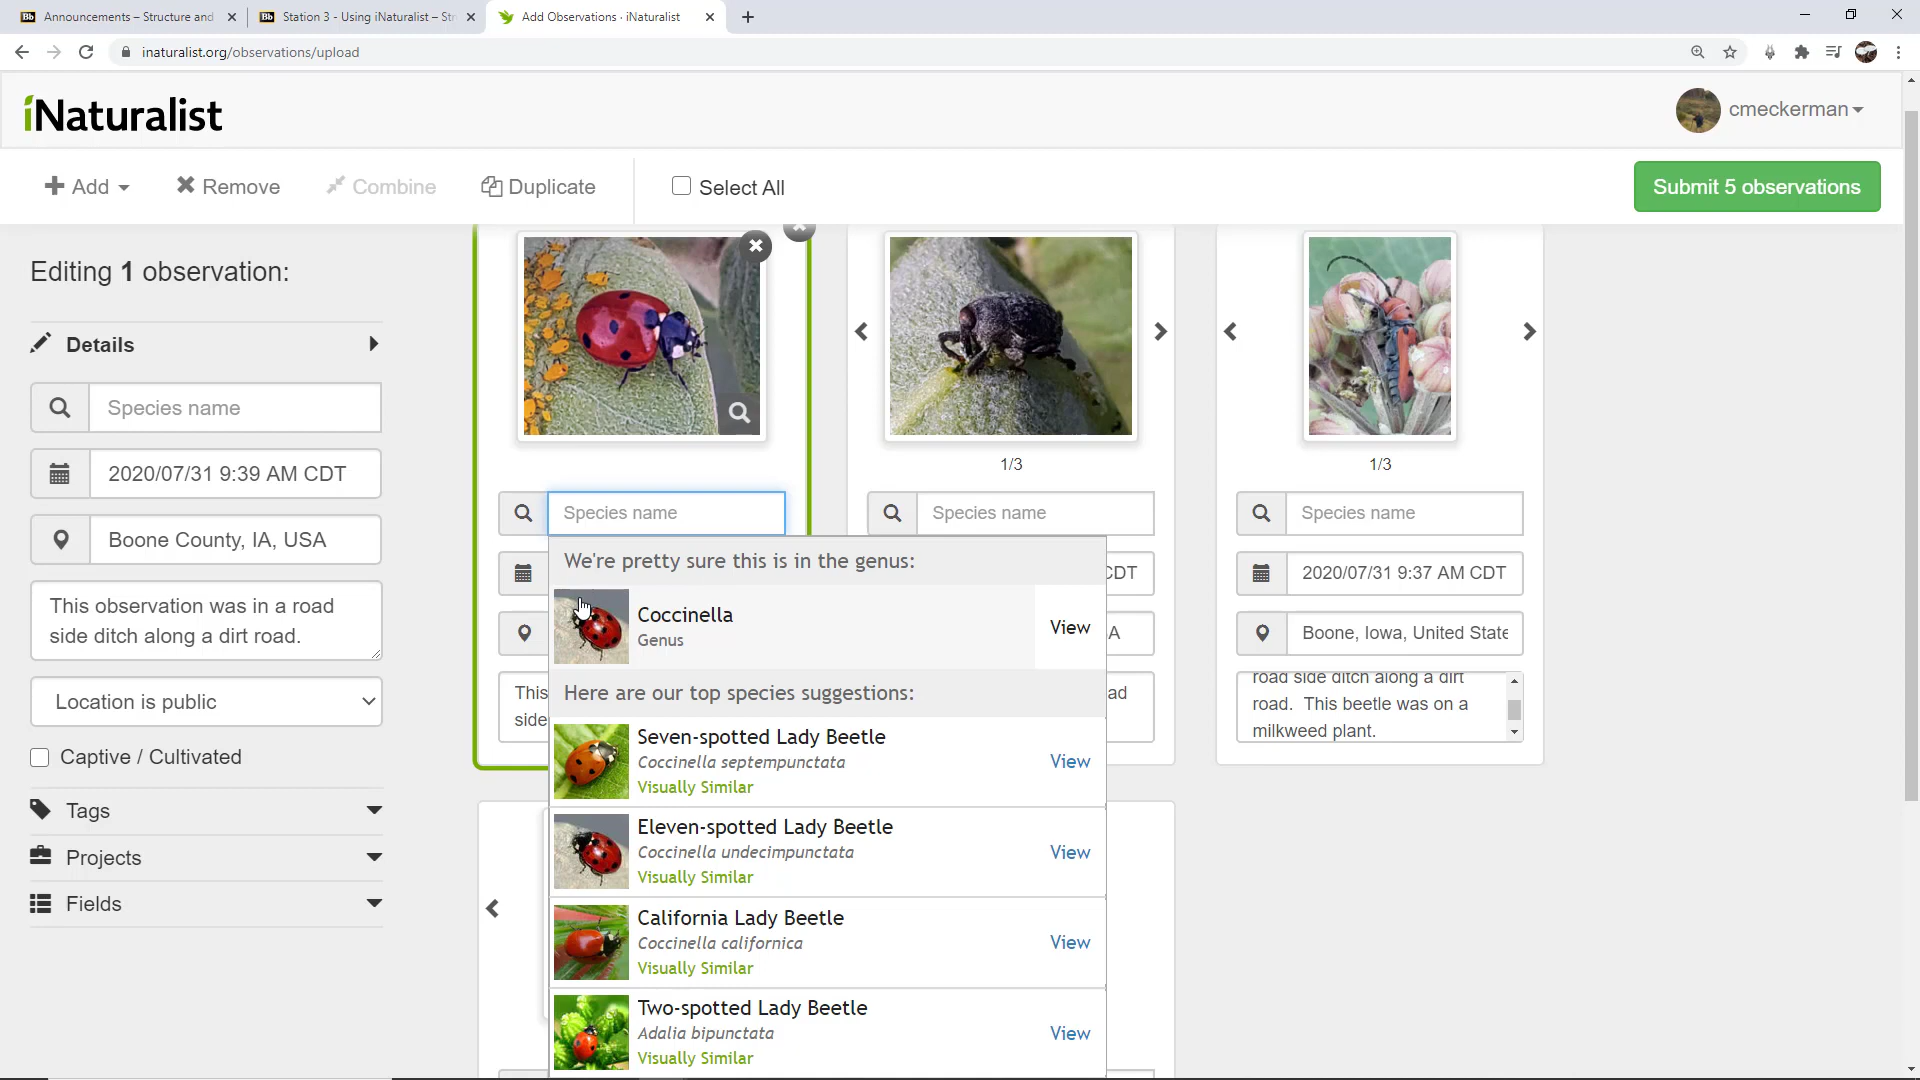 Announcements – Structure and
Station 3 - Using iNaturalist – Str
Add Observations · iNaturalist
inaturalist.org/observations/upload
iNaturalist
cmeckerman
Add
Remove
Combine
Duplicate
Select All
Submit 5 observations
Editing 1 observation:
Details
Species name
2020/07/31 9:39 AM CDT
Boone County, IA, USA
This observation was in a road
side ditch along a dirt road.
Location is public
Captive / Cultivated
Tags
Projects
Fields
Species name
This
side
We're pretty sure this is in the genus:
Coccinella
Genus
View
Here are our top species suggestions:
Seven-spotted Lady Beetle
Coccinella septempunctata
Visually Similar
View
Eleven-spotted Lady Beetle
Coccinella undecimpunctata
Visually Similar
View
California Lady Beetle
Coccinella californica
Visually Similar
View
Two-spotted Lady Beetle
Adalia bipunctata
Visually Similar
View
1/3
Species name
CDT
A
ad
1/3
Species name
2020/07/31 9:37 AM CDT
Boone, Iowa, United State
road side ditch along a dirt
road. This beetle was on a
milkweed plant.